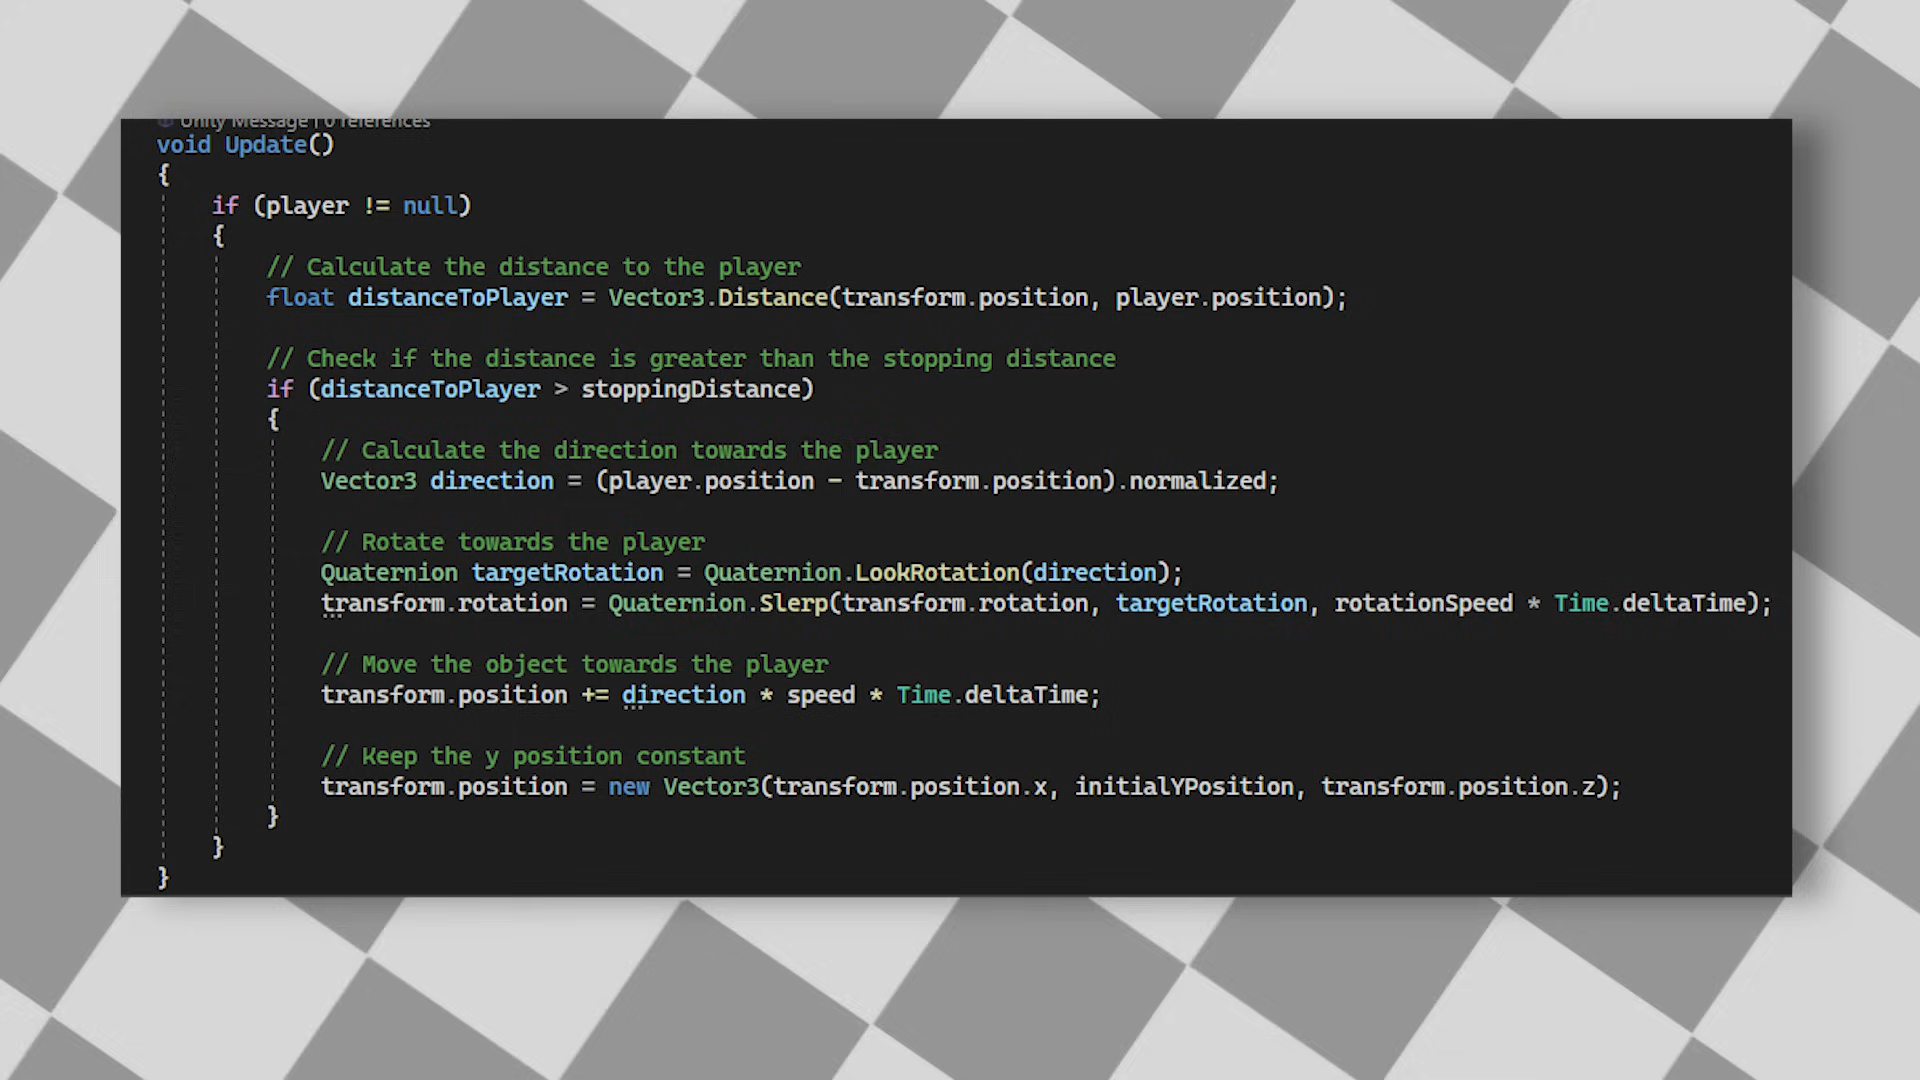 Unity Message | 0 references
void Update()
{
if (player != null)
{
// Calculate the distance to the player
float distanceToPlayer = Vector3.Distance(transform.position, player.position);
// Check if the distance is greater than the stopping distance
if (distanceToPlayer > stoppingDistance)
{
// Calculate the direction towards the player
Vector3 direction = (player.position - transform.position).normalized;
// Rotate towards the player
Quaternion targetRotation = Quaternion.LookRotation(direction);
transform.rotation = Quaternion.Slerp(transform.rotation, targetRotation, rotationSpeed * Time.deltaTime);
// Move the object towards the player
transform.position += direction * speed * Time.deltaTime;
// Keep the y position constant
transform.position = new Vector3(transform.position.x, initialYPosition, transform.position.z);
}
}
}